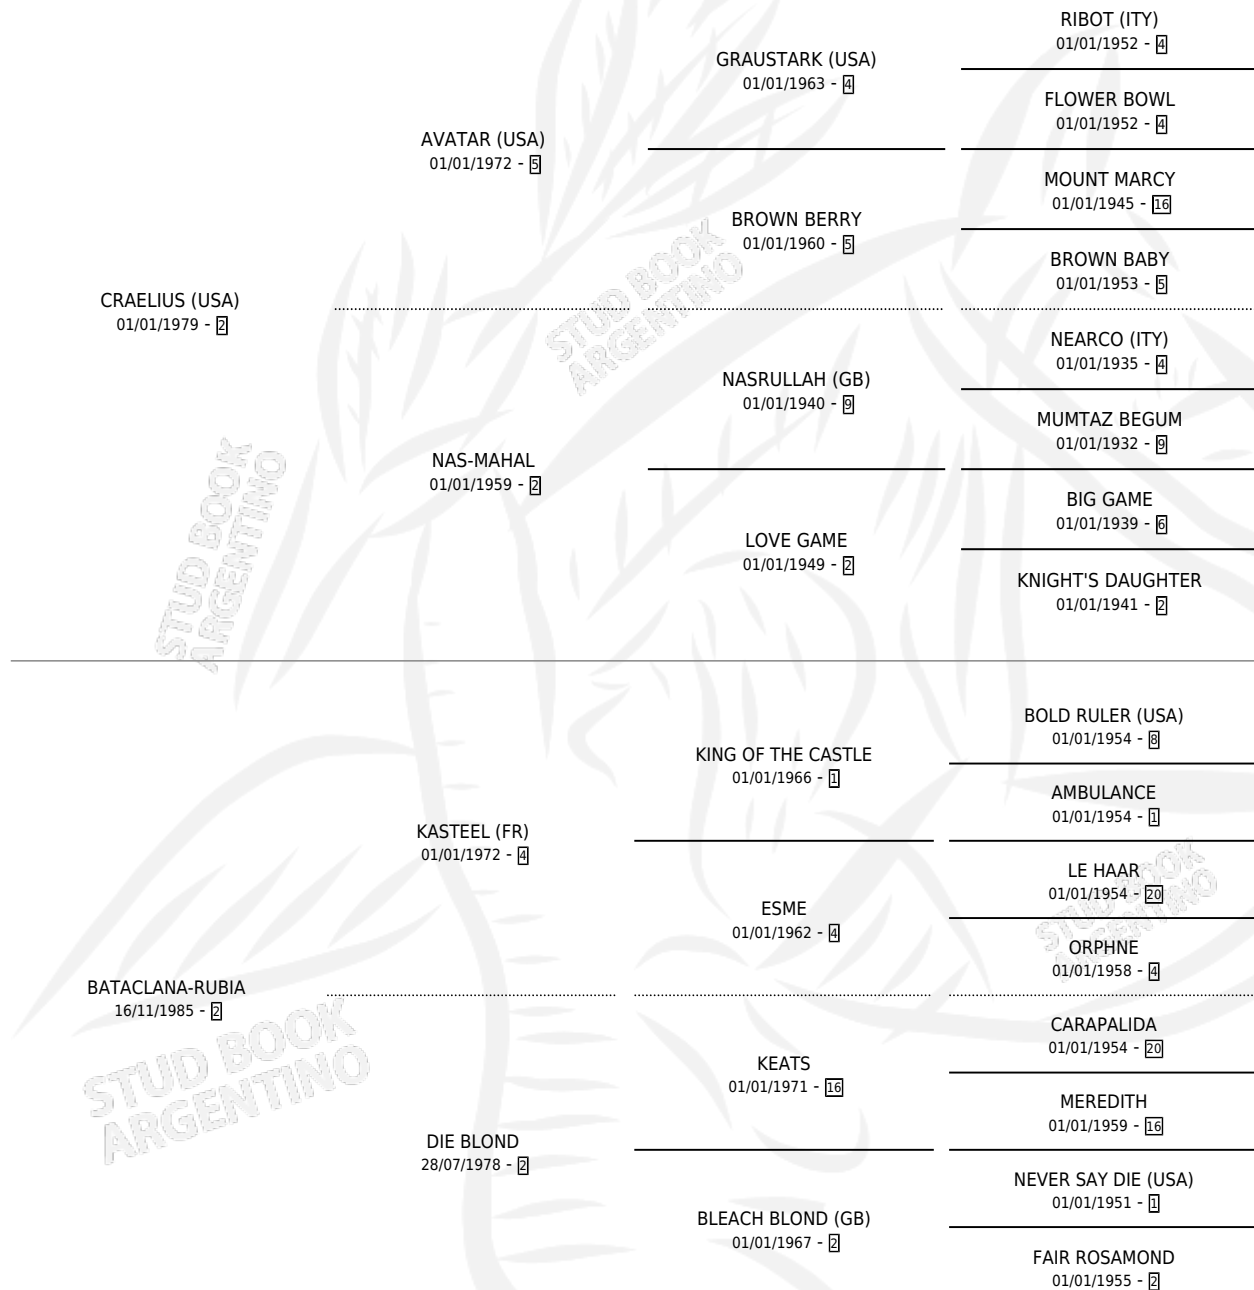 RIBOT (ITY)
01/01/1952 - 4
GRAUSTARK (USA)
01/01/1963 - 4
FLOWER BOWL
01/01/1952 - 4
AVATAR (USA)
01/01/1972 - 5
MOUNT MARCY
01/01/1945 - 16
BROWN BERRY
01/01/1960 - 5
BROWN BABY
01/01/1953 - 5
CRAELIUS (USA)
01/01/1979 - 2
STUD BOOK
ARGENTINO
NEARCO (ITY)
01/01/1935 - 4
NASRULLAH (GB)
01/01/1940 - 9
MUMTAZ BEGUM
01/01/1932 - 9
NAS-MAHAL
01/01/1959 - 2
BIG GAME
01/01/1939 - 6
LOVE GAME
01/01/1949 - 2
KNIGHT'S DAUGHTER
01/01/1941 - 2
STUD BOOK
ARGENTINO
BOLD RULER (USA)
01/01/1954 - 8
KING OF THE CASTLE
01/01/1966 - 1
AMBULANCE
01/01/1954 - 1
KASTEEL (FR)
01/01/1972 - 4
LE HAAR
01/01/1954 - 20
ESME
01/01/1962 - 4
ORPHNE
01/01/1958 - 4
STUD BOOK
ARGENTINO
BATACLANA-RUBIA
16/11/1985 - 2
CARAPALIDA
01/01/1954 - 20
KEATS
01/01/1971 - 16
MEREDITH
01/01/1959 - 16
DIE BLOND
28/07/1978 - 2
NEVER SAY DIE (USA)
01/01/1951 - 1
BLEACH BLOND (GB)
01/01/1967 - 2
FAIR ROSAMOND
01/01/1955 - 2
STUD BOOK
ARGENTINO